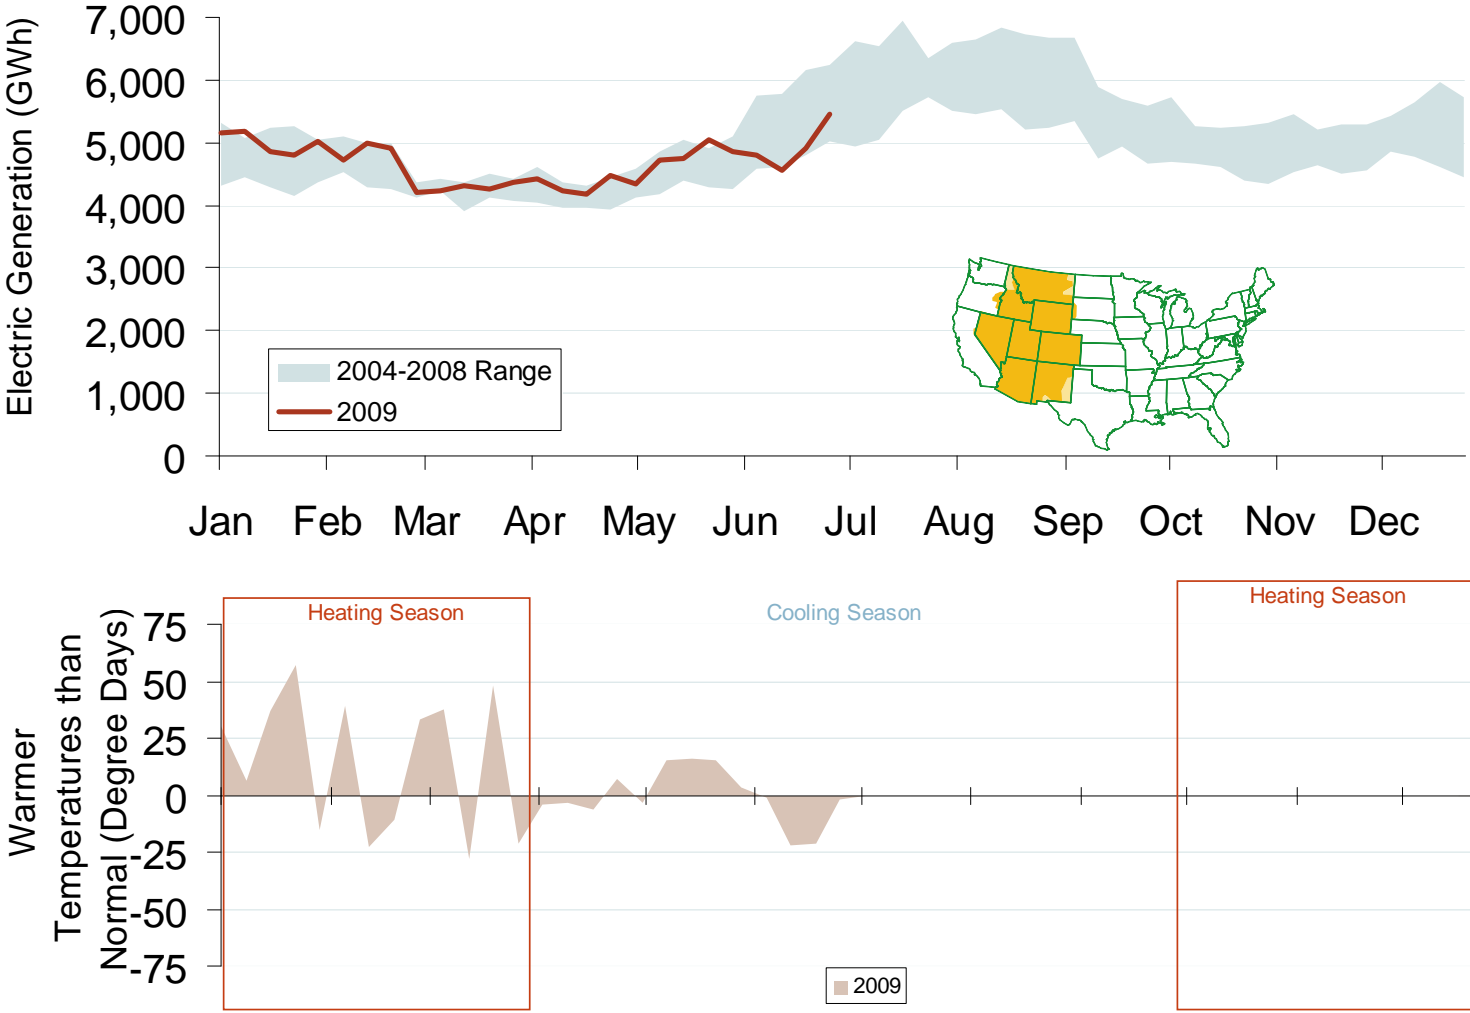 Electric Generation (GWh)
7,000
6,000
5,000
4,000
3,000
2,000
1,000
0
2004-2008 Range
2009
Jan Feb Mar Apr May Jun Jul Aug Sep Oct Nov Dec
Warmer
Temperatures than
Normal (Degree Days)
75
50
25
0
-25
-50
-75
Heating Season
Cooling Season
Heating Season
2009